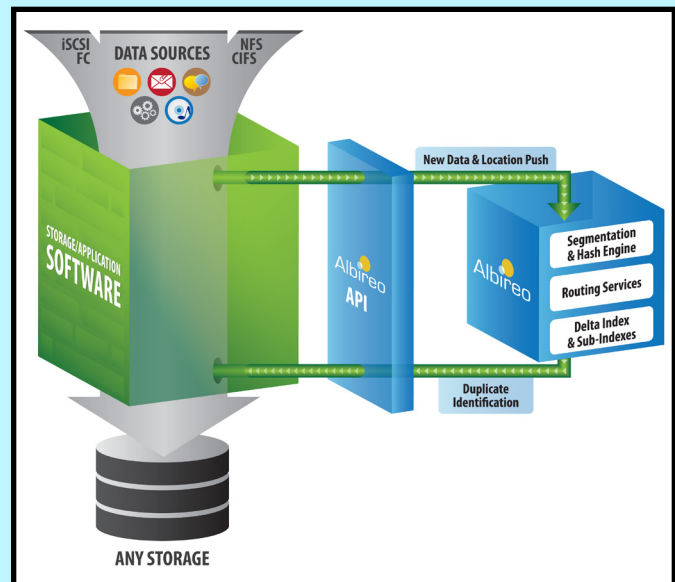 iSCSI
FC
DATA SOURCES
NFS
CIFS
STORAGE/APPLICATION
SOFTWARE
Albireo
API
New Data & Location Push
Albireo
Segmentation
& Hash Engine
Routing Services
Delta Index
& Sub-Indexes
Duplicate
Identification
ANY STORAGE